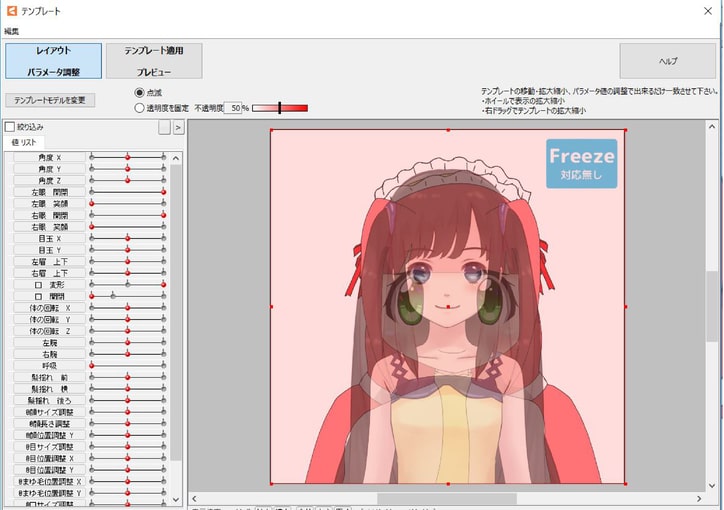 テンプレート
編集
レイアウト
パラメータ調整
テンプレート適用
プレビュー
ヘルプ
テンプレートモデルを変更
点滅
透明度を固定 不透明度 50 %
テンプレートの移動・拡大縮小、パラメータ値の調整で出来るだけ一致させて下さい。
・ホイールで表示の拡大縮小
・右ドラッグでテンプレートの拡大縮小
絞り込み
>
値 リスト
角度 X
角度 Y
角度 Z
左眼 開閉
左眼 笑顔
右眼 開閉
右眼 笑顔
目玉 X
目玉 Y
左眉 上下
右眉 上下
口 変形
口 開閉
体の回転 X
体の回転 Y
体の回転 Z
左腕
右腕
呼吸
髪揺れ 前
髪揺れ 横
髪揺れ 後ろ
@顔サイズ調整
@顔長さ調整
@顔位置調整 Y
@目サイズ調整
@目位置調整 X
@目位置調整 Y
@まゆ毛位置調整 X
@まゆ毛位置調整 Y
@口サイズ調整
Freeze
対応無し